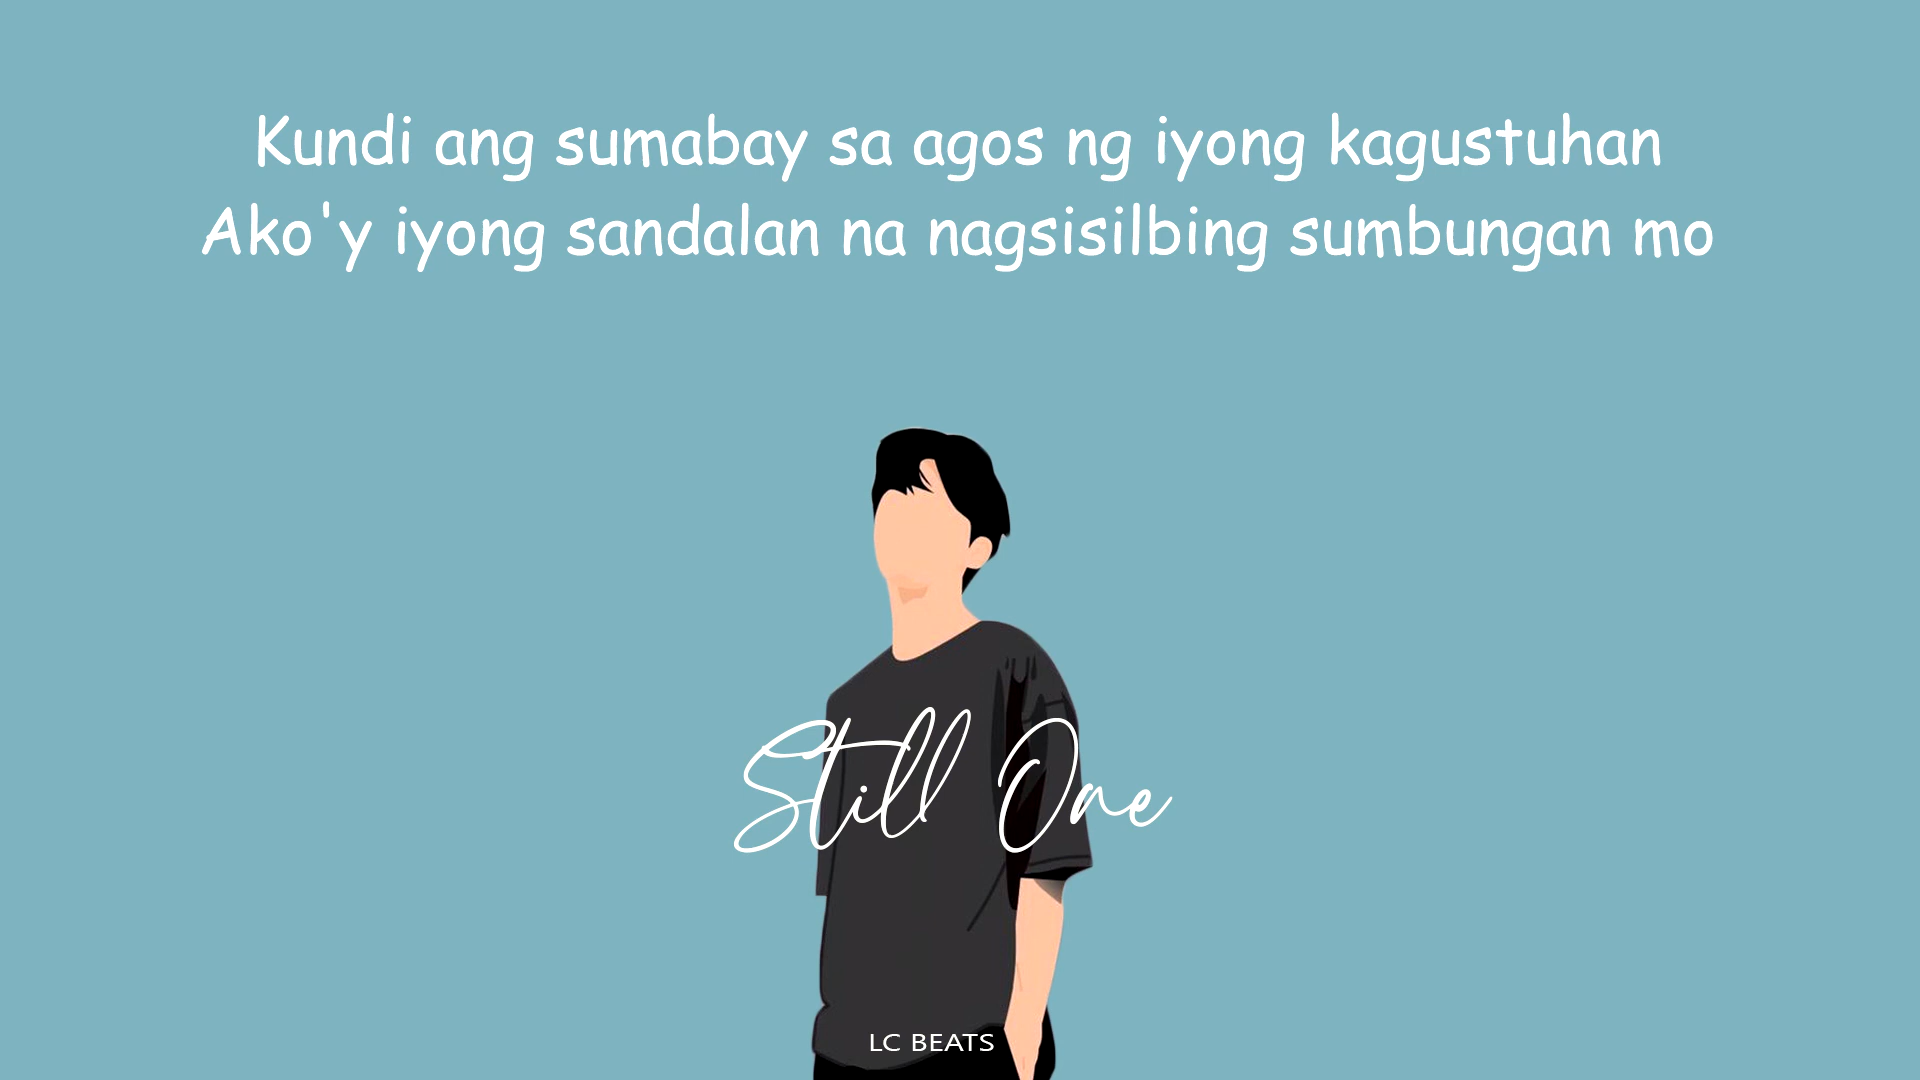 Kundi ang sumabay sa agos ng iyong kagustuhan
Ako'y iyong sandalan na nagsisilbing sumbungan mo
Still One
LC BEATS